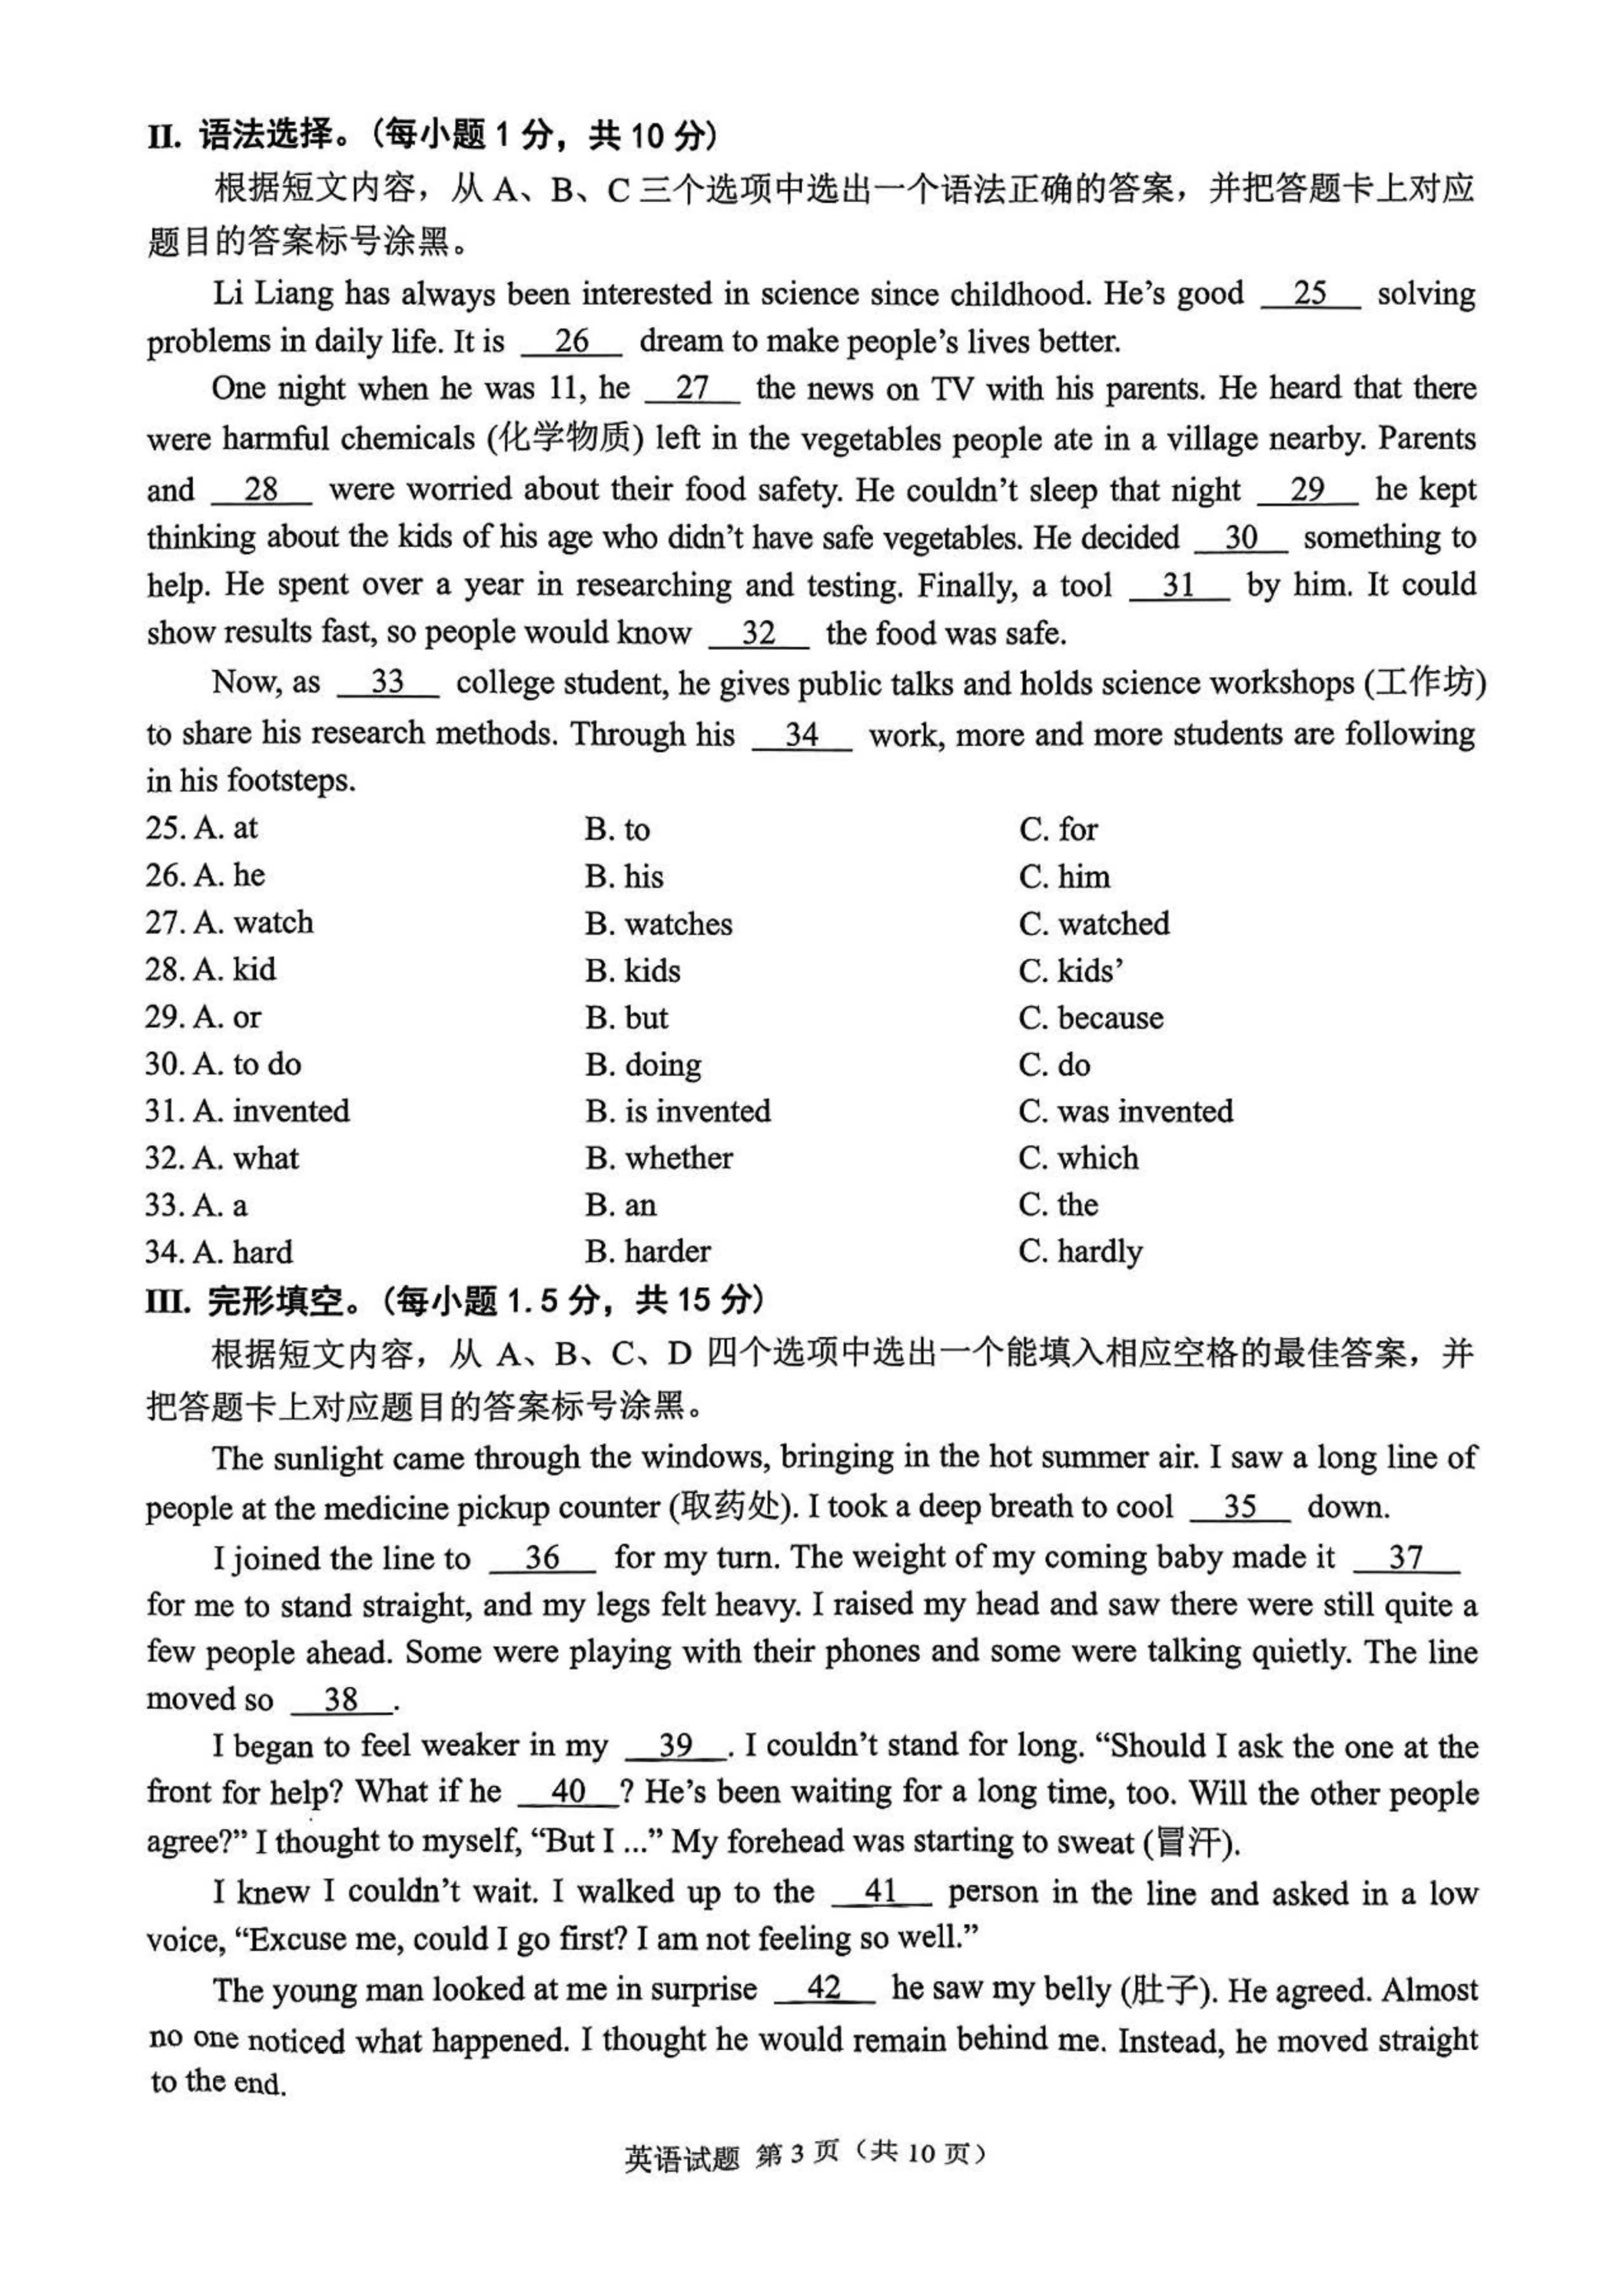 II. 语法选择。（每小题 1 分，共 10 分）
根据短文内容，从 A、B、C 三个选项中选出一个语法正确的答案，并把答题卡上对应
题目的答案标号涂黑。
Li Liang has always been interested in science since childhood. He's good 25 solving
problems in daily life. It is 26 dream to make people's lives better.
One night when he was 11, he 27 the news on TV with his parents. He heard that there
were harmful chemicals (化学物质) left in the vegetables people ate in a village nearby. Parents
and 28 were worried about their food safety. He couldn't sleep that night 29 he kept
thinking about the kids of his age who didn't have safe vegetables. He decided 30 something to
help. He spent over a year in researching and testing. Finally, a tool 31 by him. It could
show results fast, so people would know 32 the food was safe.
Now, as 33 college student, he gives public talks and holds science workshops (工作坊)
to share his research methods. Through his 34 work, more and more students are following
in his footsteps.
25. A. at B. to C. for
26. A. he B. his C. him
27. A. watch B. watches C. watched
28. A. kid B. kids C. kids'
29. A. or B. but C. because
30. A. to do B. doing C. do
31. A. invented B. is invented C. was invented
32. A. what B. whether C. which
33. A. a B. an C. the
34. A. hard B. harder C. hardly
III. 完形填空。（每小题 1.5 分，共 15 分）
根据短文内容，从 A、B、C、D 四个选项中选出一个能填入相应空格的最佳答案，并
把答题卡上对应题目的答案标号涂黑。
The sunlight came through the windows, bringing in the hot summer air. I saw a long line of
people at the medicine pickup counter (取药处). I took a deep breath to cool 35 down.
I joined the line to 36 for my turn. The weight of my coming baby made it 37
for me to stand straight, and my legs felt heavy. I raised my head and saw there were still quite a
few people ahead. Some were playing with their phones and some were talking quietly. The line
moved so 38 .
I began to feel weaker in my 39 . I couldn't stand for long. "Should I ask the one at the
front for help? What if he 40 ? He's been waiting for a long time, too. Will the other people
agree?" I thought to myself, "But I ..." My forehead was starting to sweat (冒汗).
I knew I couldn't wait. I walked up to the 41 person in the line and asked in a low
voice, "Excuse me, could I go first? I am not feeling so well."
The young man looked at me in surprise 42 he saw my belly (肚子). He agreed. Almost
no one noticed what happened. I thought he would remain behind me. Instead, he moved straight
to the end.
英语试题 第 3 页（共 10 页）